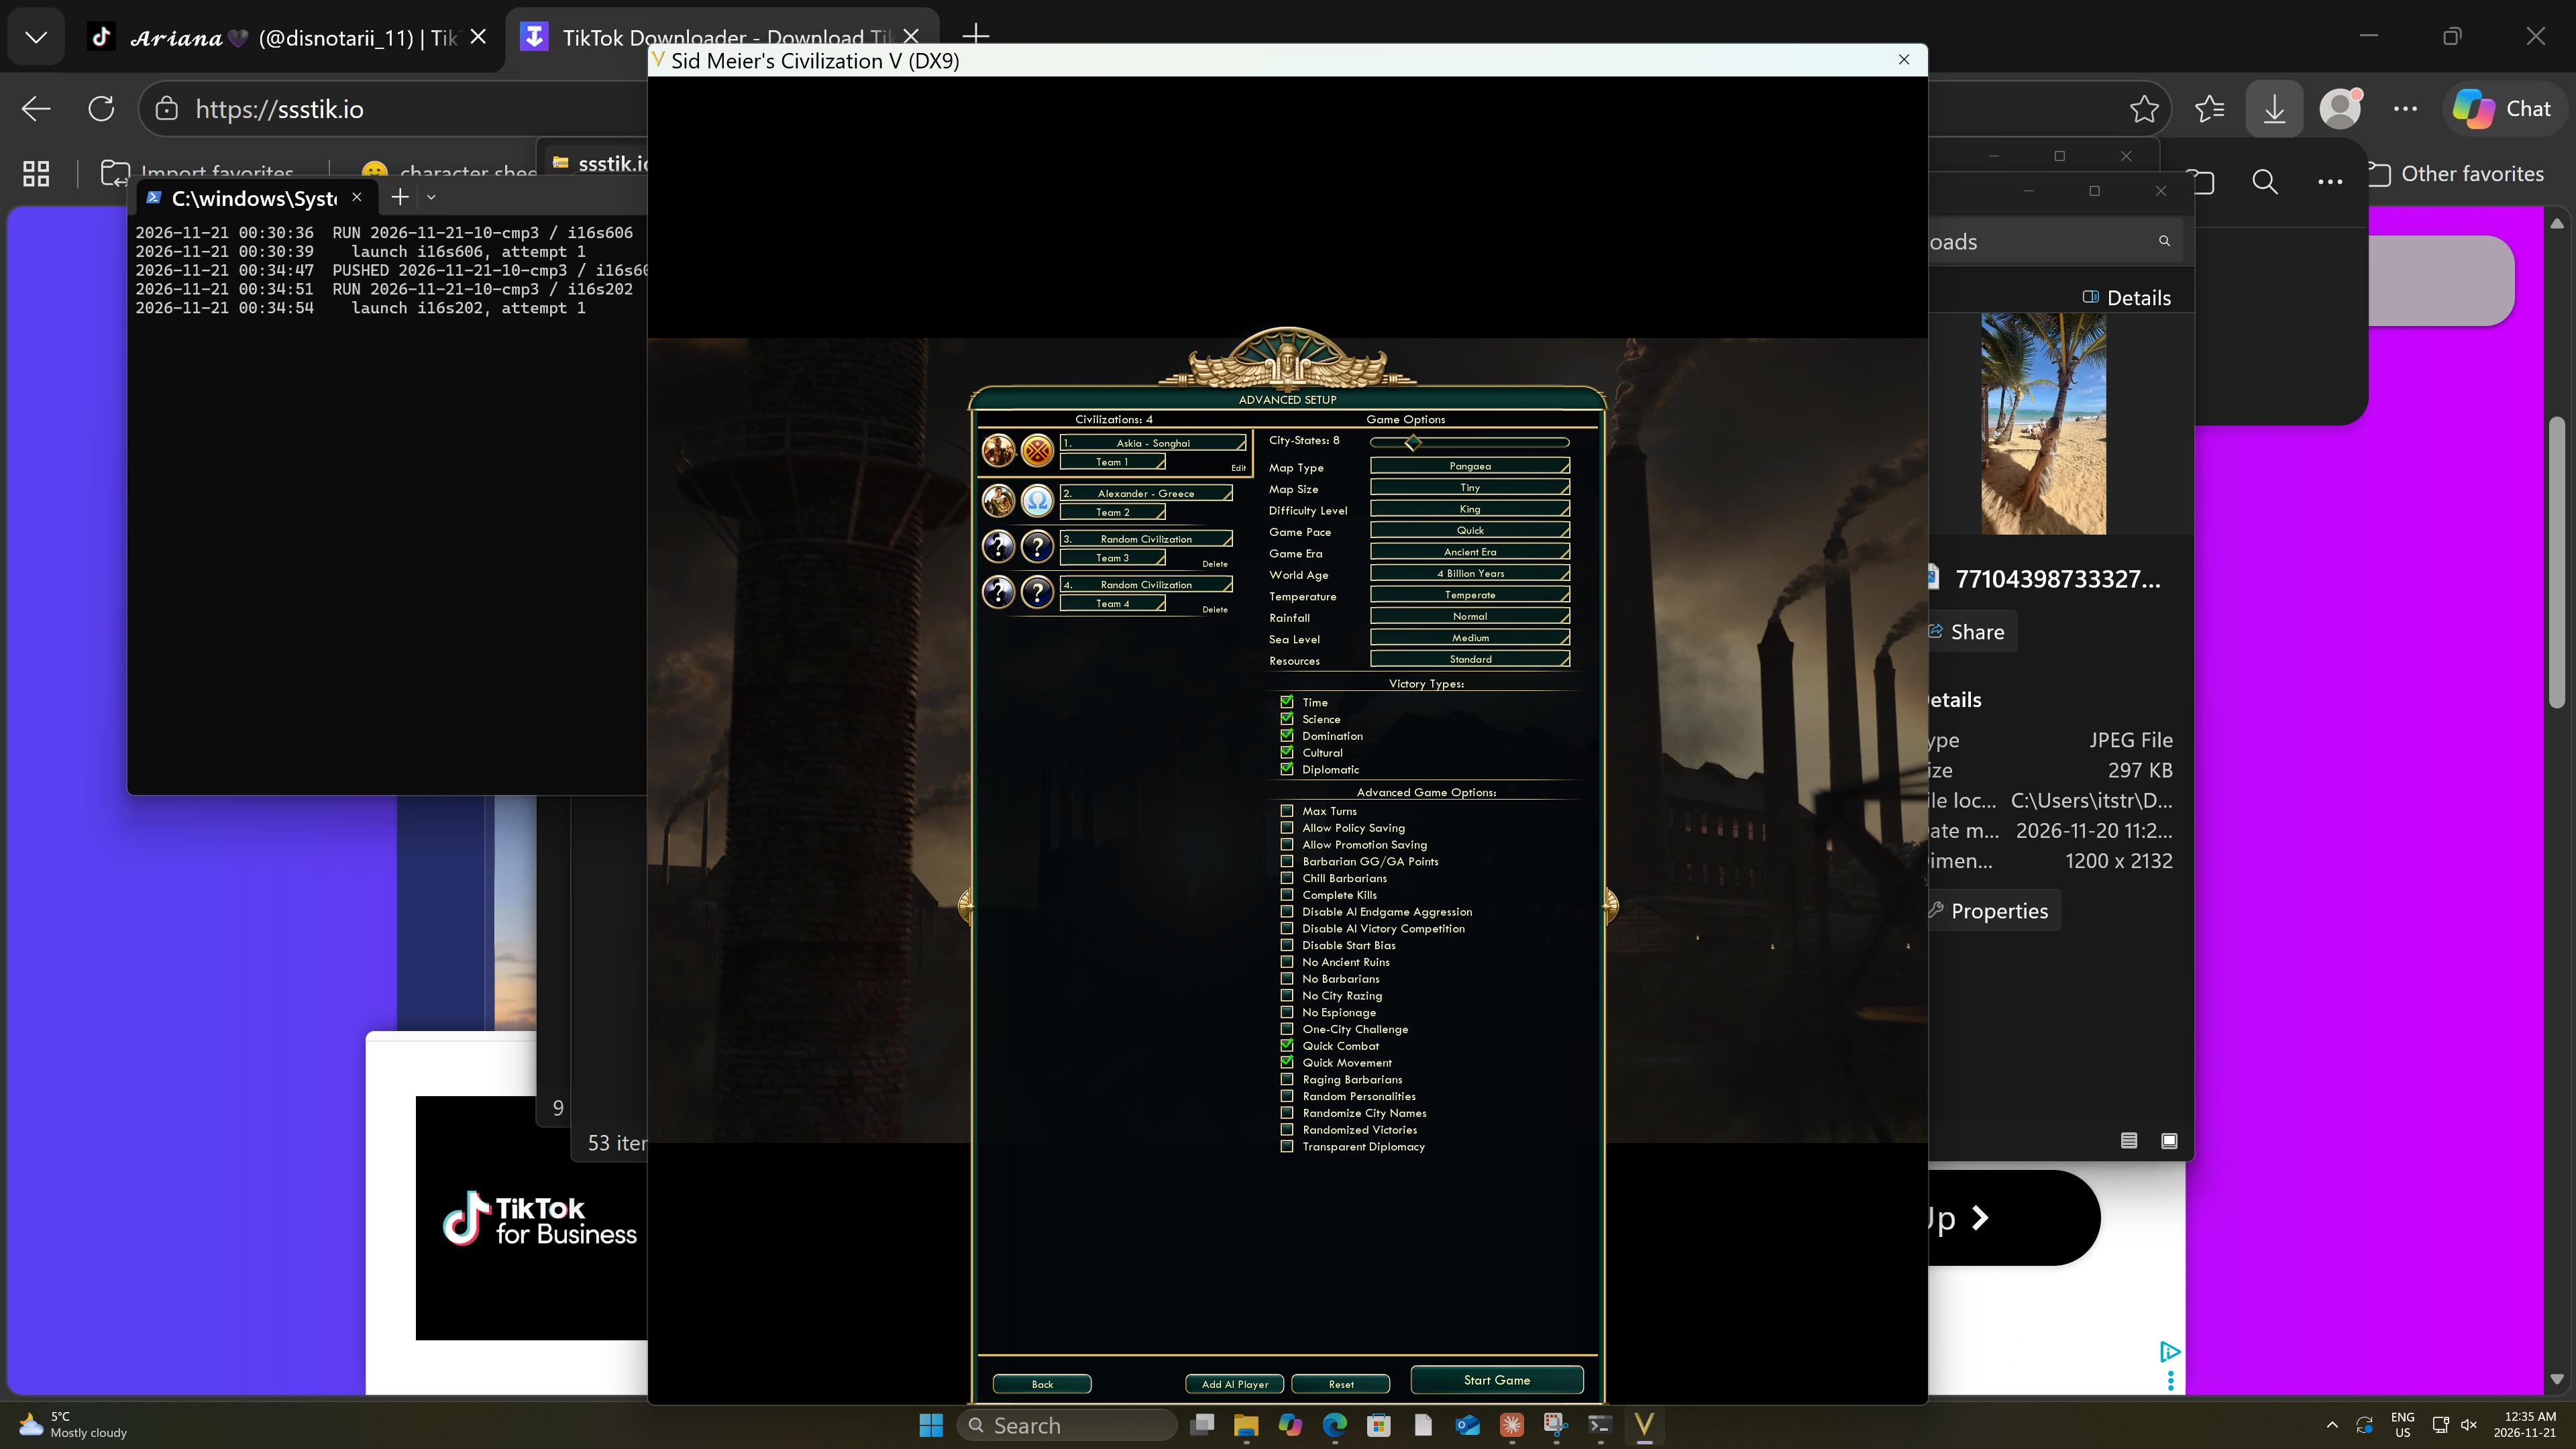 𝓐𝓻𝓲𝓪𝓷𝓪🖤 (@disnotarii_11) | Tik
TikTok Downloader - Download Tik
https://ssstik.io
Chat
Import favorites
character shee
Other favorites
ssstik.io
C:\windows\Syst
2026-11-21 00:30:36 RUN 2026-11-21-10-cmp3 / i16s606
2026-11-21 00:30:39 launch i16s606, attempt 1
2026-11-21 00:34:47 PUSHED 2026-11-21-10-cmp3 / i16s60
2026-11-21 00:34:51 RUN 2026-11-21-10-cmp3 / i16s202
2026-11-21 00:34:54 launch i16s202, attempt 1
Sid Meier's Civilization V (DX9)
ADVANCED SETUP
Civilizations: 4
1. Askia - Songhai
Team 1
Edit
2. Alexander - Greece
Team 2
3. Random Civilization
Team 3
Delete
4. Random Civilization
Team 4
Delete
Game Options
City-States: 8
Map Type Pangaea
Map Size Tiny
Difficulty Level King
Game Pace Quick
Game Era Ancient Era
World Age 4 Billion Years
Temperature Temperate
Rainfall Normal
Sea Level Medium
Resources Standard
Victory Types:
Time
Science
Domination
Cultural
Diplomatic
Advanced Game Options:
Max Turns
Allow Policy Saving
Allow Promotion Saving
Barbarian GG/GA Points
Chill Barbarians
Complete Kills
Disable AI Endgame Aggression
Disable AI Victory Competition
Disable Start Bias
No Ancient Ruins
No Barbarians
No City Razing
No Espionage
One-City Challenge
Quick Combat
Quick Movement
Raging Barbarians
Random Personalities
Randomize City Names
Randomized Victories
Transparent Diplomacy
Back
Add AI Player
Reset
Start Game
oads
Details
77104398733327...
Share
etails
ype JPEG File
ize 297 KB
ile loc... C:\Users\itstr\D...
ate m... 2026-11-20 11:2...
imen... 1200 x 2132
Properties
9
53 iter
TikTok
for Business
Up
5°C
Mostly cloudy
Search
ENG
US
12:35 AM
2026-11-21